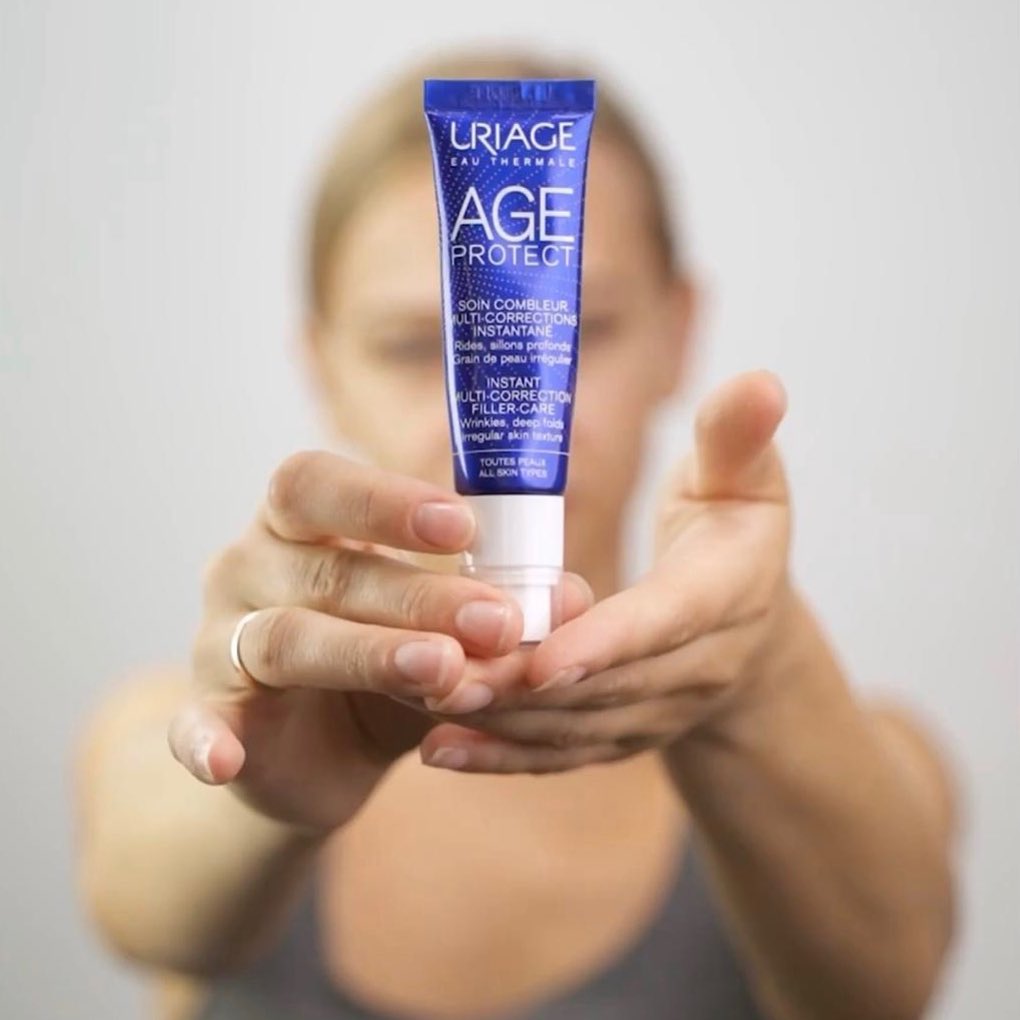 URIAGE
EAU THERMALE
AGE
PROTECT
SOIN COMBLEUR
MULTI-CORRECTIONS
INSTANTANÉ
Rides, sillons profonds
Grain de peau irrégulier
INSTANT
MULTI-CORRECTION
FILLER-CARE
Wrinkles, deep folds
Irregular skin texture
TOUTES PEAUX
ALL SKIN TYPES